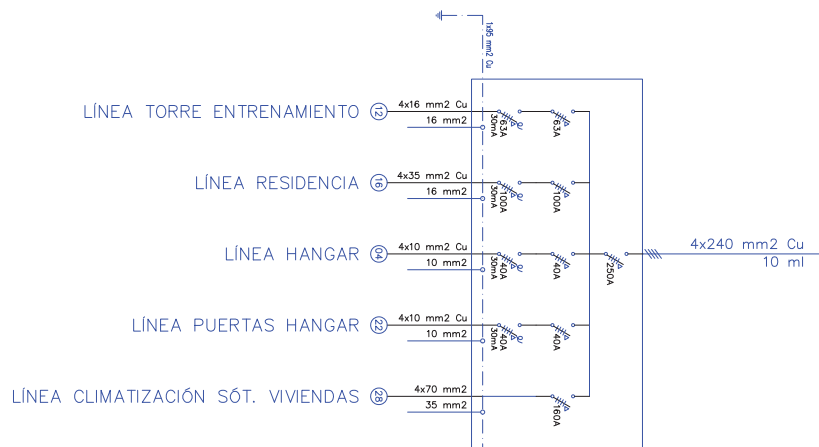 1x95 mm2 Cu
LÍNEA TORRE ENTRENAMIENTO 12 4x16 mm2 Cu
16 mm2
63A
30mA
63A
LÍNEA RESIDENCIA 16 4x35 mm2 Cu
16 mm2
100A
30mA
100A
LÍNEA HANGAR 04 4x10 mm2 Cu
10 mm2
40A
30mA
40A
250A
4x240 mm2 Cu
10 ml
LÍNEA PUERTAS HANGAR 22 4x10 mm2 Cu
10 mm2
40A
30mA
40A
LÍNEA CLIMATIZACIÓN SÓT. VIVIENDAS 28 4x70 mm2
35 mm2
160A